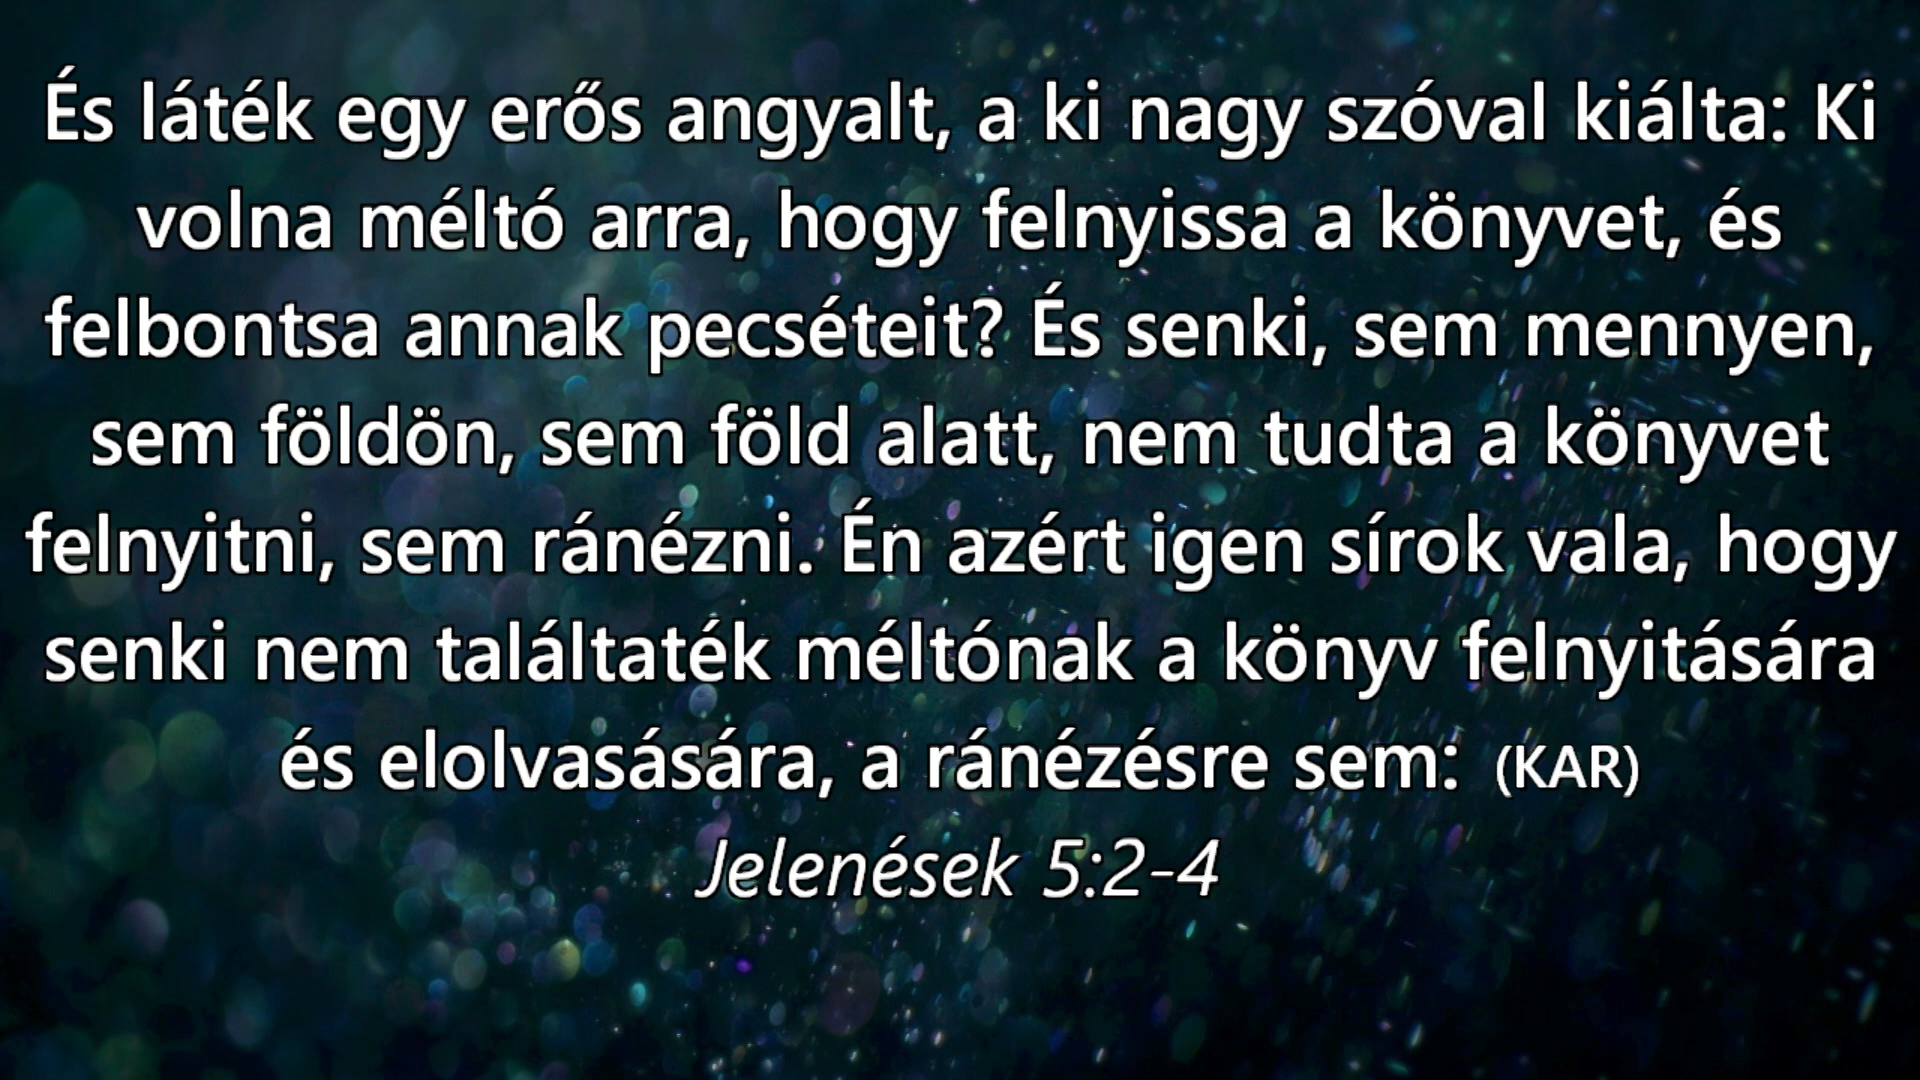 És láték egy erős angyalt, a ki nagy szóval kiálta: Ki
volna méltó arra, hogy felnyissa a könyvet, és
felbontsa annak pecséteit? És senki, sem mennyen,
sem földön, sem föld alatt, nem tudta a könyvet
felnyitni, sem ránézni. Én azért igen sírok vala, hogy
senki nem találtaték méltónak a könyv felnyitására
és elolvasására, a ránézésre sem: (KAR)
Jelenések 5:2-4